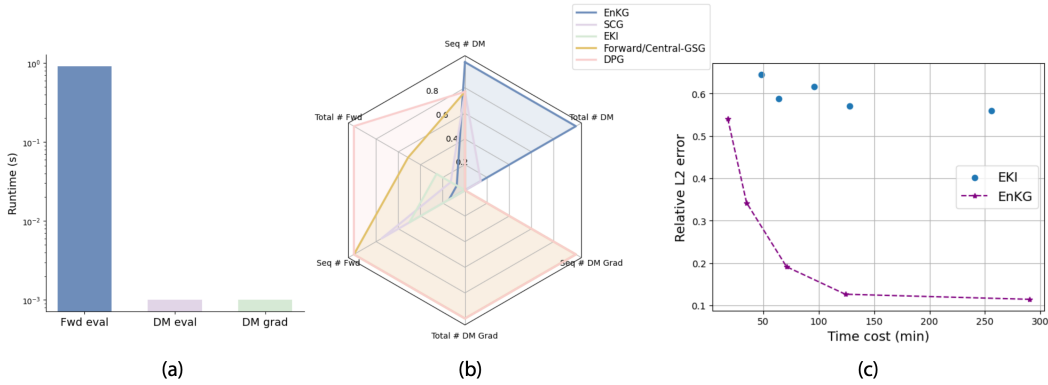 Runtime (s)
10⁰
10⁻¹
10⁻²
10⁻³
Fwd eval
DM eval
DM grad
(a)
EnKG
SCG
EKI
Forward/Central-GSG
DPG
Seq # DM
Total # Fwd
Total # DM
0.8
0.6
0.4
0.2
Seq # Fwd
Seq # DM Grad
Total # DM Grad
(b)
Relative L2 error
0.6
0.5
0.4
0.3
0.2
0.1
EKI
EnKG
50
100
150
200
250
300
Time cost (min)
(c)